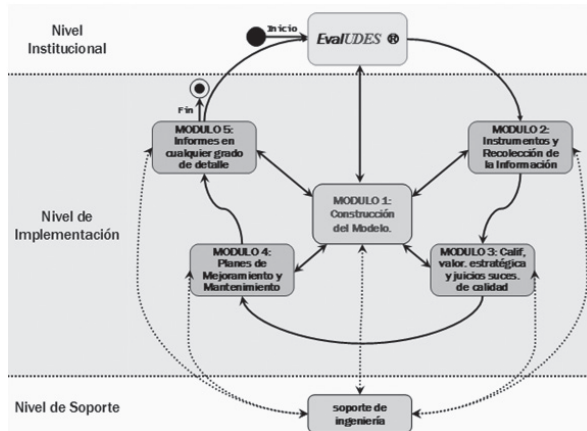 Nivel
Institucional
Inicio
EvalUDES ®
Fin
MODULO 5:
Informes en
cualquier grado
de detalle
MODULO 2:
Instrumentos y
Recolección de
la Información
MODULO 1:
Construcción
del Modelo.
Nivel de
Implementación
MODULO 4:
Planes de
Mejoramiento y
Mantenimiento
MODULO 3: Calif,
valor. estratégica
y juicios suces.
de calidad
Nivel de Soporte
soporte de
ingeniería